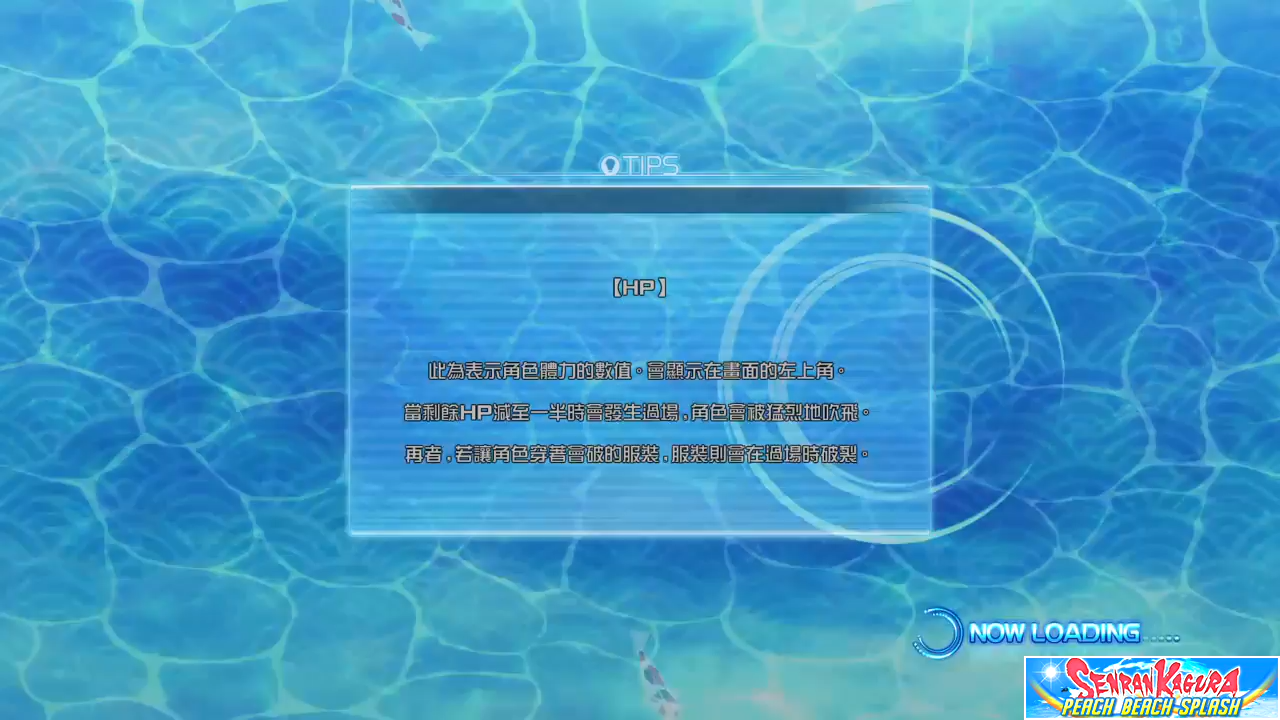 TIPS
【HP】
此為表示角色體力的數值。會顯示在畫面的左上角。
當剩餘HP減至一半時會發生過場，角色會被猛烈地吹飛。
再者，若讓角色穿著會破的服裝，服裝則會在過場時破裂。
NOW LOADING.....
SENRAN KAGURA
PEACH BEACH SPLASH